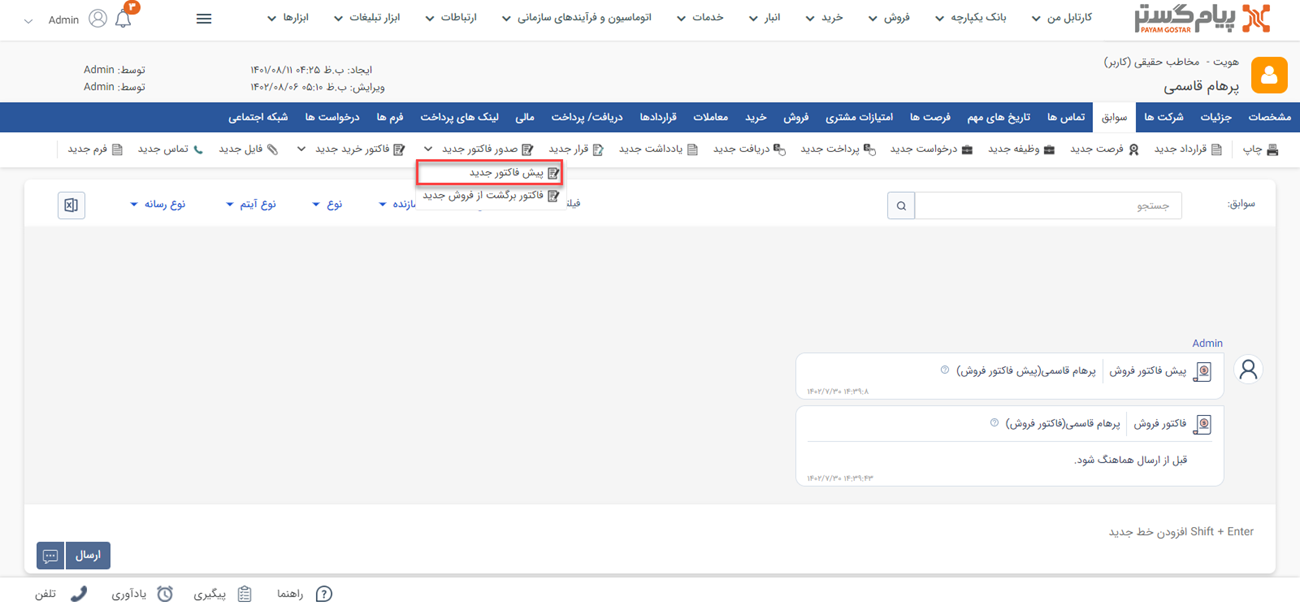 پیام گستر
PAYAM GOSTAR
کارتابل من
بانک یکپارچه
فروش
خرید
انبار
خدمات
ارتباطات
اتوماسیون و فرآیندهای سازمانی
ابزار تبلیغات
ابزارها
۳
Admin
هویت - مخاطب حقیقی (کاربر)
پرهام قاسمی
ایجاد: ب.ظ ۰۴:۲۵ ۱۴۰۱/۰۸/۱۱
توسط: Admin
ویرایش: ب.ظ ۰۵:۱۰ ۱۴۰۲/۰۸/۰۶
توسط: Admin
مشخصات
جزئیات
شرکت ها
سوابق
تماس ها
تاریخ های مهم
فرصت ها
امتیازات مشتری
فروش
خرید
معاملات
قراردادها
دریافت/ پرداخت
مالی
لینک های پرداخت
فرم ها
درخواست ها
شبکه اجتماعی
چاپ
قرارداد جدید
فرصت جدید
وظیفه جدید
درخواست جدید
پرداخت جدید
دریافت جدید
یادداشت جدید
قرار جدید
صدور فاکتور جدید
فاکتور خرید جدید
فایل جدید
تماس جدید
فرم جدید
پیش فاکتور جدید
فاکتور برگشت از فروش جدید
سوابق:
جستجو
نوع
نوع آیتم
نوع رسانه
Admin
پیش فاکتور فروش
پرهام قاسمی(پیش فاکتور فروش)
۱۴۰۲/۷/۳۰ ۱۴:۳۹:۸
فاکتور فروش
پرهام قاسمی(فاکتور فروش)
قبل از ارسال هماهنگ شود.
۱۴۰۲/۷/۳۰ ۱۴:۳۹:۴۳
Shift + Enter افزودن خط جدید
ارسال
راهنما
پیگیری
یادآوری
تلفن